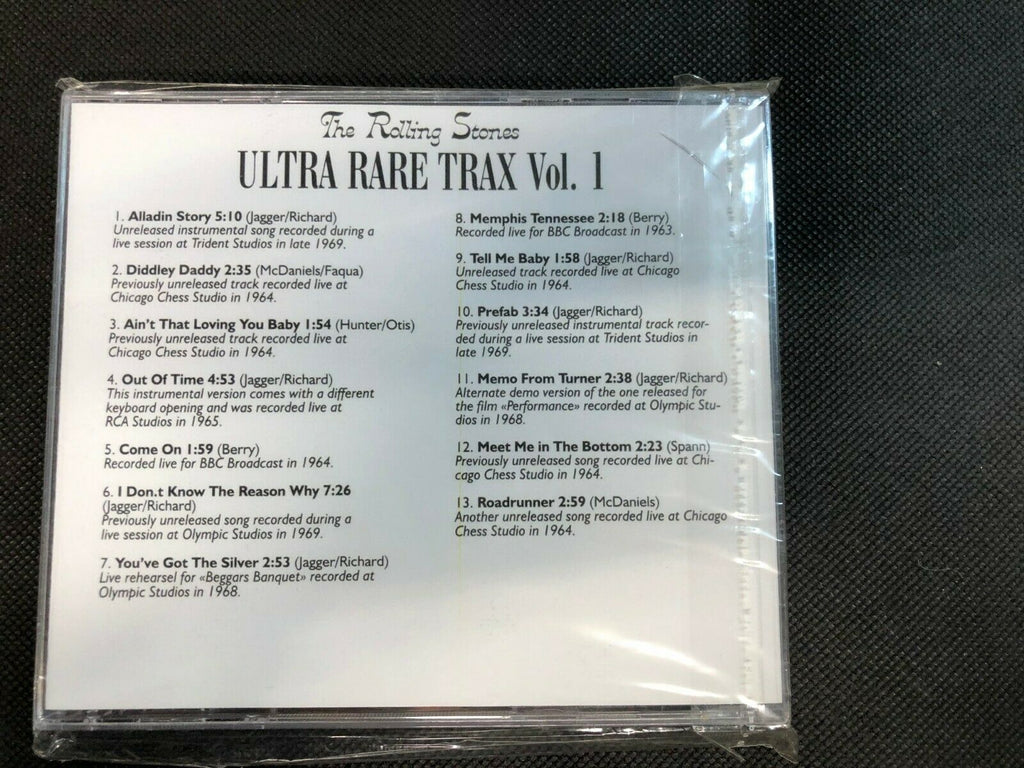 The Rolling Stones
ULTRA RARE TRAX Vol. 1
1. Alladin Story 5:10 (Jagger/Richard)
Unreleased instrumental song recorded during a
live session at Trident Studios in late 1969.
2. Diddley Daddy 2:35 (McDaniels/Faqua)
Previously unreleased track recorded live at
Chicago Chess Studio in 1964.
3. Ain't That Loving You Baby 1:54 (Hunter/Otis)
Previously unreleased track recorded live at
Chicago Chess Studio in 1964.
4. Out Of Time 4:53 (Jagger/Richard)
This instrumental version comes with a different
keyboard opening and was recorded live at
RCA Studios in 1965.
5. Come On 1:59 (Berry)
Recorded live for BBC Broadcast in 1964.
6. I Don.t Know The Reason Why 7:26
(Jagger/Richard)
Previously unreleased song recorded during a
live session at Olympic Studios in 1969.
7. You've Got The Silver 2:53 (Jagger/Richard)
Live rehearsel for «Beggars Banquet» recorded at
Olympic Studios in 1968.
8. Memphis Tennessee 2:18 (Berry)
Recorded live for BBC Broadcast in 1963.
9. Tell Me Baby 1:58 (Jagger/Richard)
Unreleased track recorded live at Chicago
Chess Studio in 1964.
10. Prefab 3:34 (Jagger/Richard)
Previously unreleased instrumental track recor-
ded during a live session at Trident Studios in
late 1969.
11. Memo From Turner 2:38 (Jagger/Richard)
Alternate demo version of the one released for
the film «Performance» recorded at Olympic Stu-
dios in 1968.
12. Meet Me in The Bottom 2:23 (Spann)
Previously unreleased song recorded live at Chi-
cago Chess Studio in 1964.
13. Roadrunner 2:59 (McDaniels)
Another unreleased song recorded live at Chicago
Chess Studio in 1964.